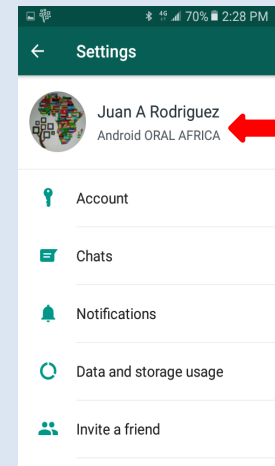 4G 70% 2:28 PM
Settings
Juan A Rodriguez
Android ORAL AFRICA
Account
Chats
Notifications
Data and storage usage
Invite a friend